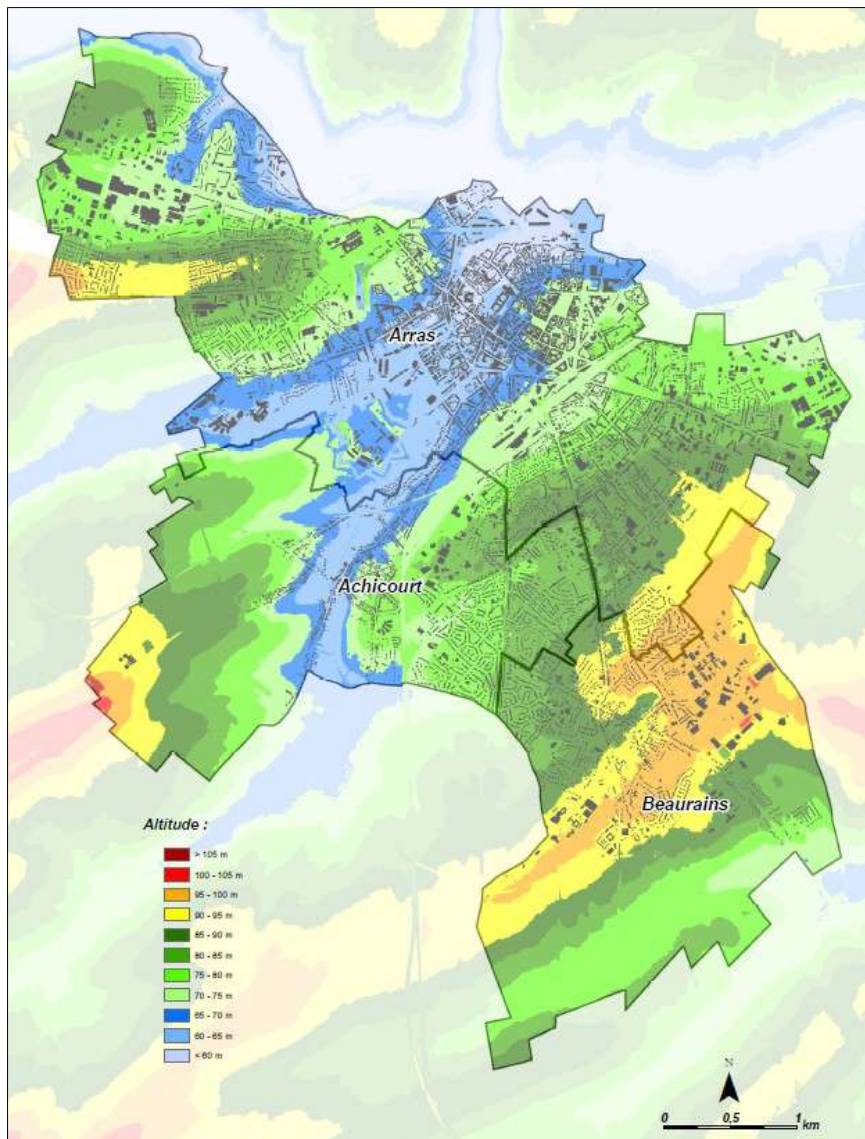 Arras
Achicourt
Beaurains
Altitude :
> 105 m
100 - 105 m
95 - 100 m
90 - 95 m
85 - 90 m
80 - 85 m
75 - 80 m
70 - 75 m
65 - 70 m
60 - 65 m
< 60 m
N
0 0,5 1
km